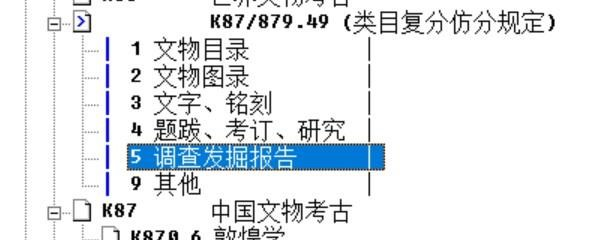 K87/879.49 (类目复分仿分规定)
1 文物目录
2 文物图录
3 文字、铭刻
4 题跋、考订、研究
5 调查发掘报告
9 其他
K87 中国文物考古
K870.6 敦煌学